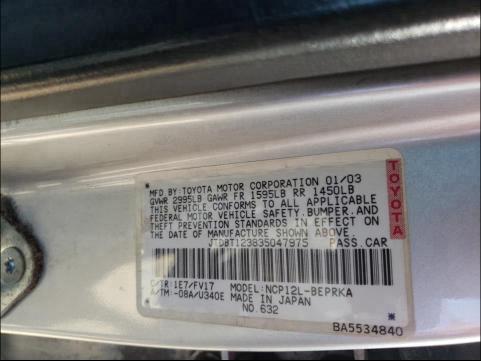 MFD.BY:TOYOTA MOTOR CORPORATION 01/03
GVWR 2995LB GAWR FR 1595LB RR 1450LB
THIS VEHICLE CONFORMS TO ALL APPLICABLE
FEDERAL MOTOR VEHICLE SAFETY,BUMPER,AND
THEFT PREVENTION STANDARDS IN EFFECT ON
THE DATE OF MANUFACTURE SHOWN ABOVE.
JTDBT123835047975 PASS.CAR
C/TR:1E7/FV17 MODEL:NCP12L-BEPRKA
A/TM:-08A/U340E MADE IN JAPAN
NO.632
BA5534840
TOYOTA